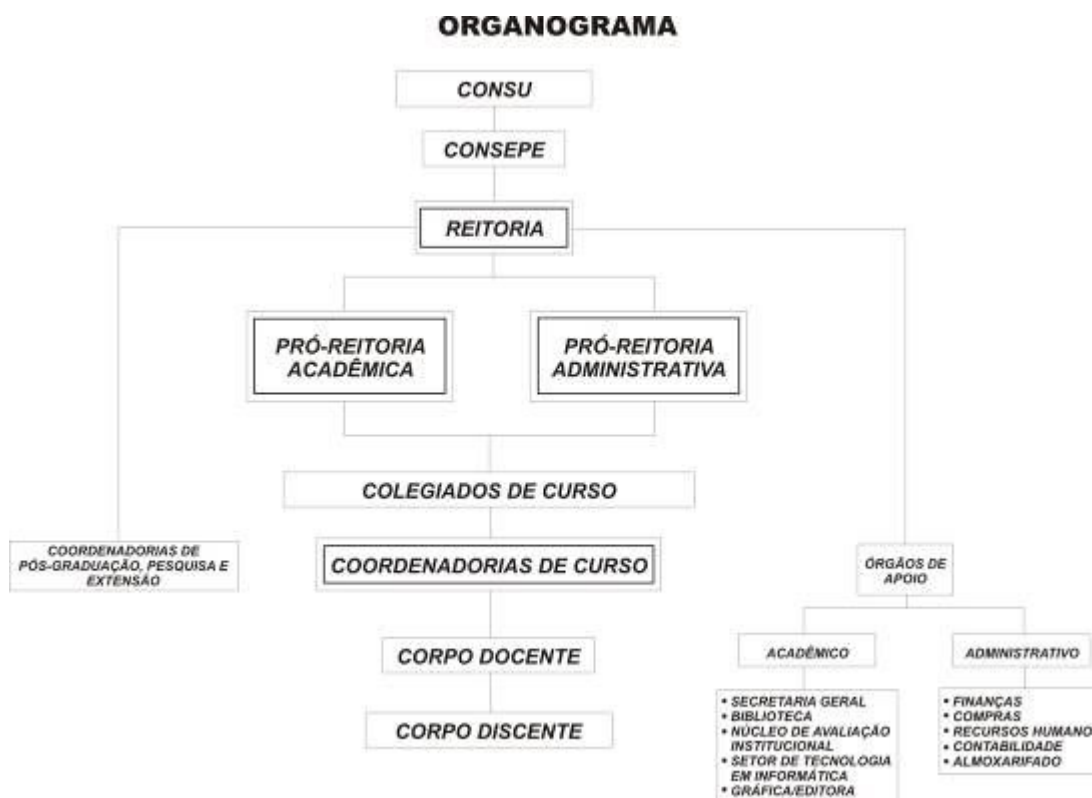 ORGANOGRAMA
CONSU
CONSEPE
REITORIA
PRÓ-REITORIA
ACADÊMICA
PRÓ-REITORIA
ADMINISTRATIVA
COLEGIADOS DE CURSO
COORDENADORIAS DE
PÓS-GRADUAÇÃO, PESQUISA E
EXTENSÃO
COORDENADORIAS DE CURSO
ÓRGÃOS DE
APOIO
CORPO DOCENTE
CORPO DISCENTE
ACADÊMICO
• SECRETARIA GERAL
• BIBLIOTECA
• NÚCLEO DE AVALIAÇÃO
INSTITUCIONAL
• SETOR DE TECNOLOGIA
EM INFORMÁTICA
• GRÁFICA/EDITORA
ADMINISTRATIVO
• FINANÇAS
• COMPRAS
• RECURSOS HUMANO
• CONTABILIDADE
• ALMOXARIFADO